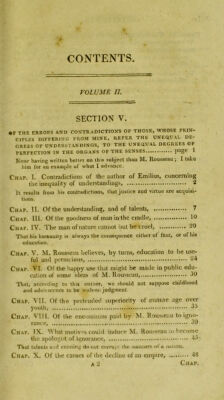 CONTENTS.
VOLUME II.
SECTION V.
OF THE ERRORS AND CONTRADICTIONS OF THOSE, WHOSE PRIN-
CIPLES DIFFERING FROM MINE, REFER THE UNEQUAL DE-
GREES OF UNDERSTANDINGS, TO THE UNEQUAL DEGREES OF
PERFECTION IN THE ORGANS OF THE SENSES............ page 1
None having written better on this subject than M. Rousseau; I take
him for an example of what I advance.
CHAP. I. Contradictions of the author of Emilius, concerning
the inequality of understandings, .................. 2
It results from his contradictions, that justice and virtue are acqui-
sitions.
CHAP. II. Of the understanding, and of talents, .............. 7
CHAP. III. Of the goodness of man in the cradle, ............ 10
CHAP. IV. The man of nature cannot but be cruel, .......... 20
That his humanity is always the consequence either of fear, or of his
education.
CHAP. V. M. Rousseau believes, by turns, education to be use-
ful and pernicious, ............................ 24
CHAP. VI. Of the happy use that might be made in public edu-
cation of some ideas of M. Rousseau, ............ 30
That, according to this author, we should not suppose childhood
and adolescence to be without judgment.
CHAP. VII. Of the pretended superiority of mature age over
youth, ............................ 35
CHAP. VIII. Of the encomiums paid by M. Rousseau to igno-
rance, ............................ 39
CHAP. IX. What motives could induce M. Rousseau to become
the apologist of ignorance, .................. 45
That talents and cunning do not corrupt the manners of a nation.
CHAP. X. Of the causes of the decline of an empire, ........ 48
A 2 CHAP.